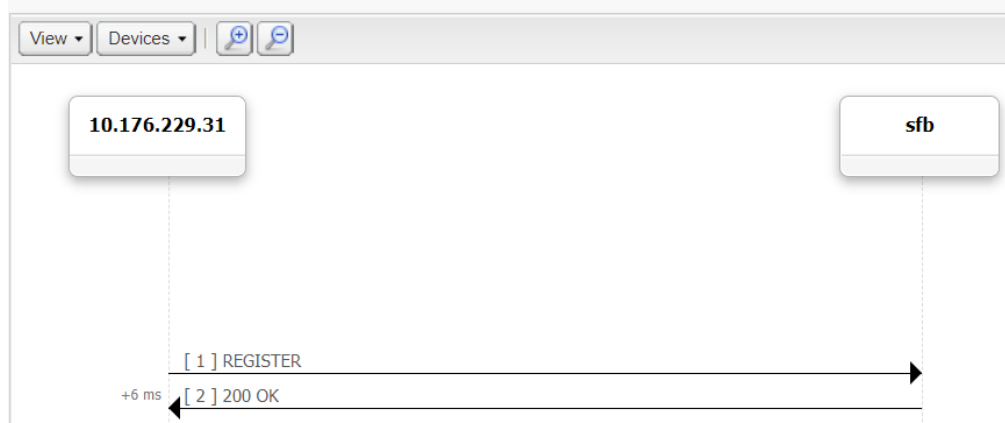 View Devices
10.176.229.31 sfb
[ 1 ] REGISTER
+6 ms [ 2 ] 200 OK